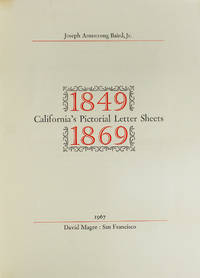 Joseph Armstrong Baird, Jr.
1849
California's Pictorial Letter Sheets
1869
1967
David Magee : San Francisco